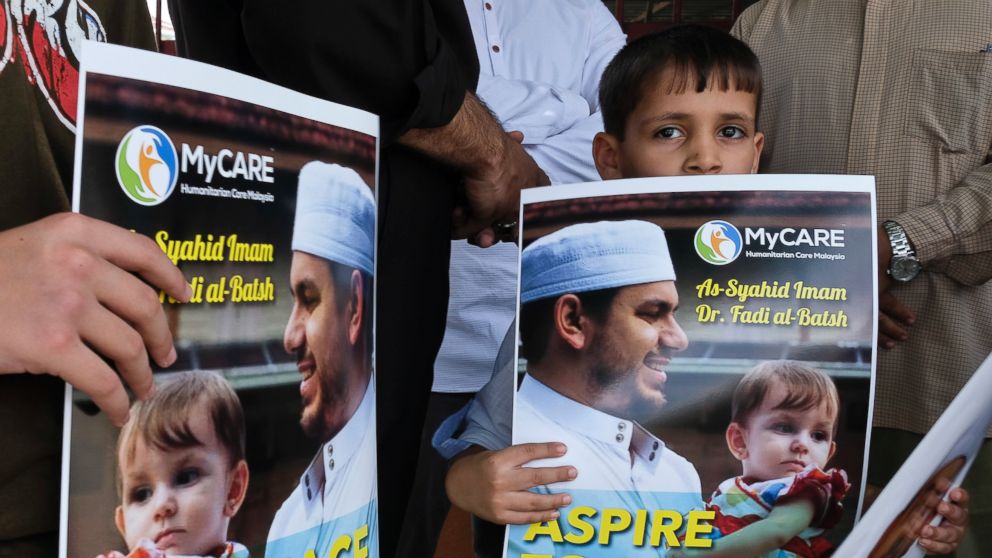 MyCARE
Humanitarian Care Malaysia
As-Syahid Imam
Fadi al-Batsh
MyCARE
Humanitarian Care Malaysia
As-Syahid Imam
Dr. Fadi al-Batsh
ASPIRE